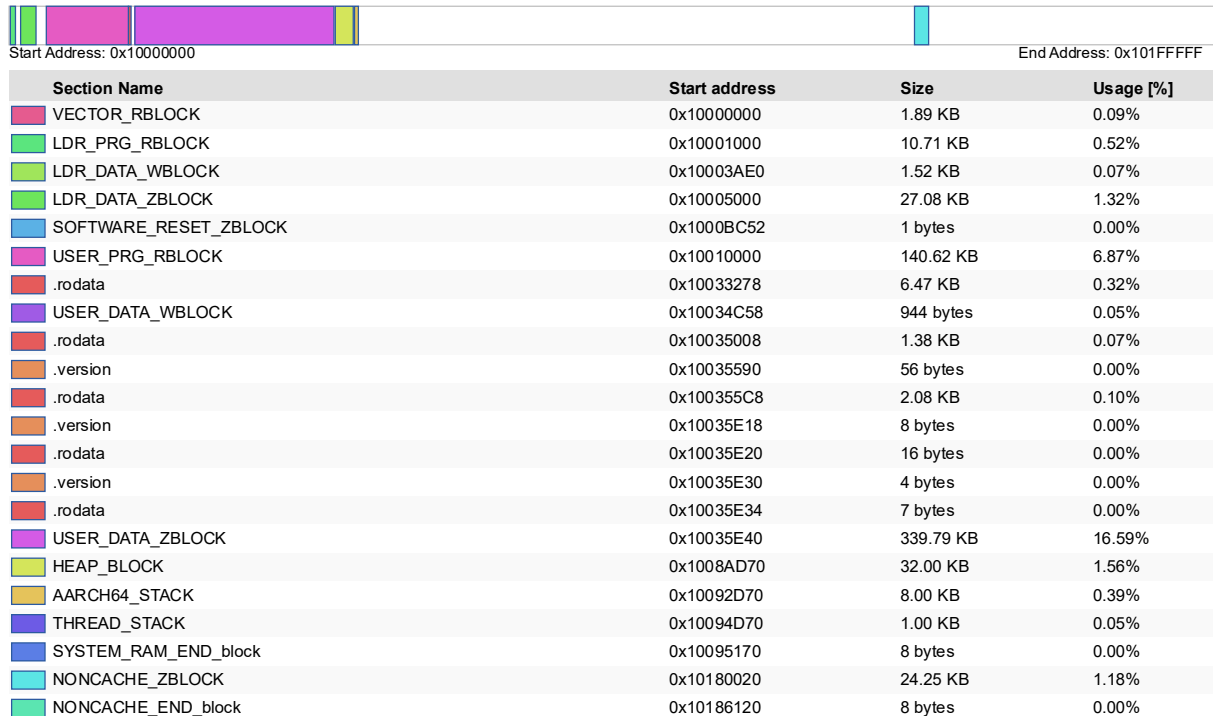 Start Address: 0x10000000 End Address: 0x101FFFFF
Section Name Start address Size Usage [%]
VECTOR_RBLOCK 0x10000000 1.89 KB 0.09%
LDR_PRG_RBLOCK 0x10001000 10.71 KB 0.52%
LDR_DATA_WBLOCK 0x10003AE0 1.52 KB 0.07%
LDR_DATA_ZBLOCK 0x10005000 27.08 KB 1.32%
SOFTWARE_RESET_ZBLOCK 0x1000BC52 1 bytes 0.00%
USER_PRG_RBLOCK 0x10010000 140.62 KB 6.87%
.rodata 0x10033278 6.47 KB 0.32%
USER_DATA_WBLOCK 0x10034C58 944 bytes 0.05%
.rodata 0x10035008 1.38 KB 0.07%
.version 0x10035590 56 bytes 0.00%
.rodata 0x100355C8 2.08 KB 0.10%
.version 0x10035E18 8 bytes 0.00%
.rodata 0x10035E20 16 bytes 0.00%
.version 0x10035E30 4 bytes 0.00%
.rodata 0x10035E34 7 bytes 0.00%
USER_DATA_ZBLOCK 0x10035E40 339.79 KB 16.59%
HEAP_BLOCK 0x1008AD70 32.00 KB 1.56%
AARCH64_STACK 0x10092D70 8.00 KB 0.39%
THREAD_STACK 0x10094D70 1.00 KB 0.05%
SYSTEM_RAM_END_block 0x10095170 8 bytes 0.00%
NONCACHE_ZBLOCK 0x10180020 24.25 KB 1.18%
NONCACHE_END_block 0x10186120 8 bytes 0.00%